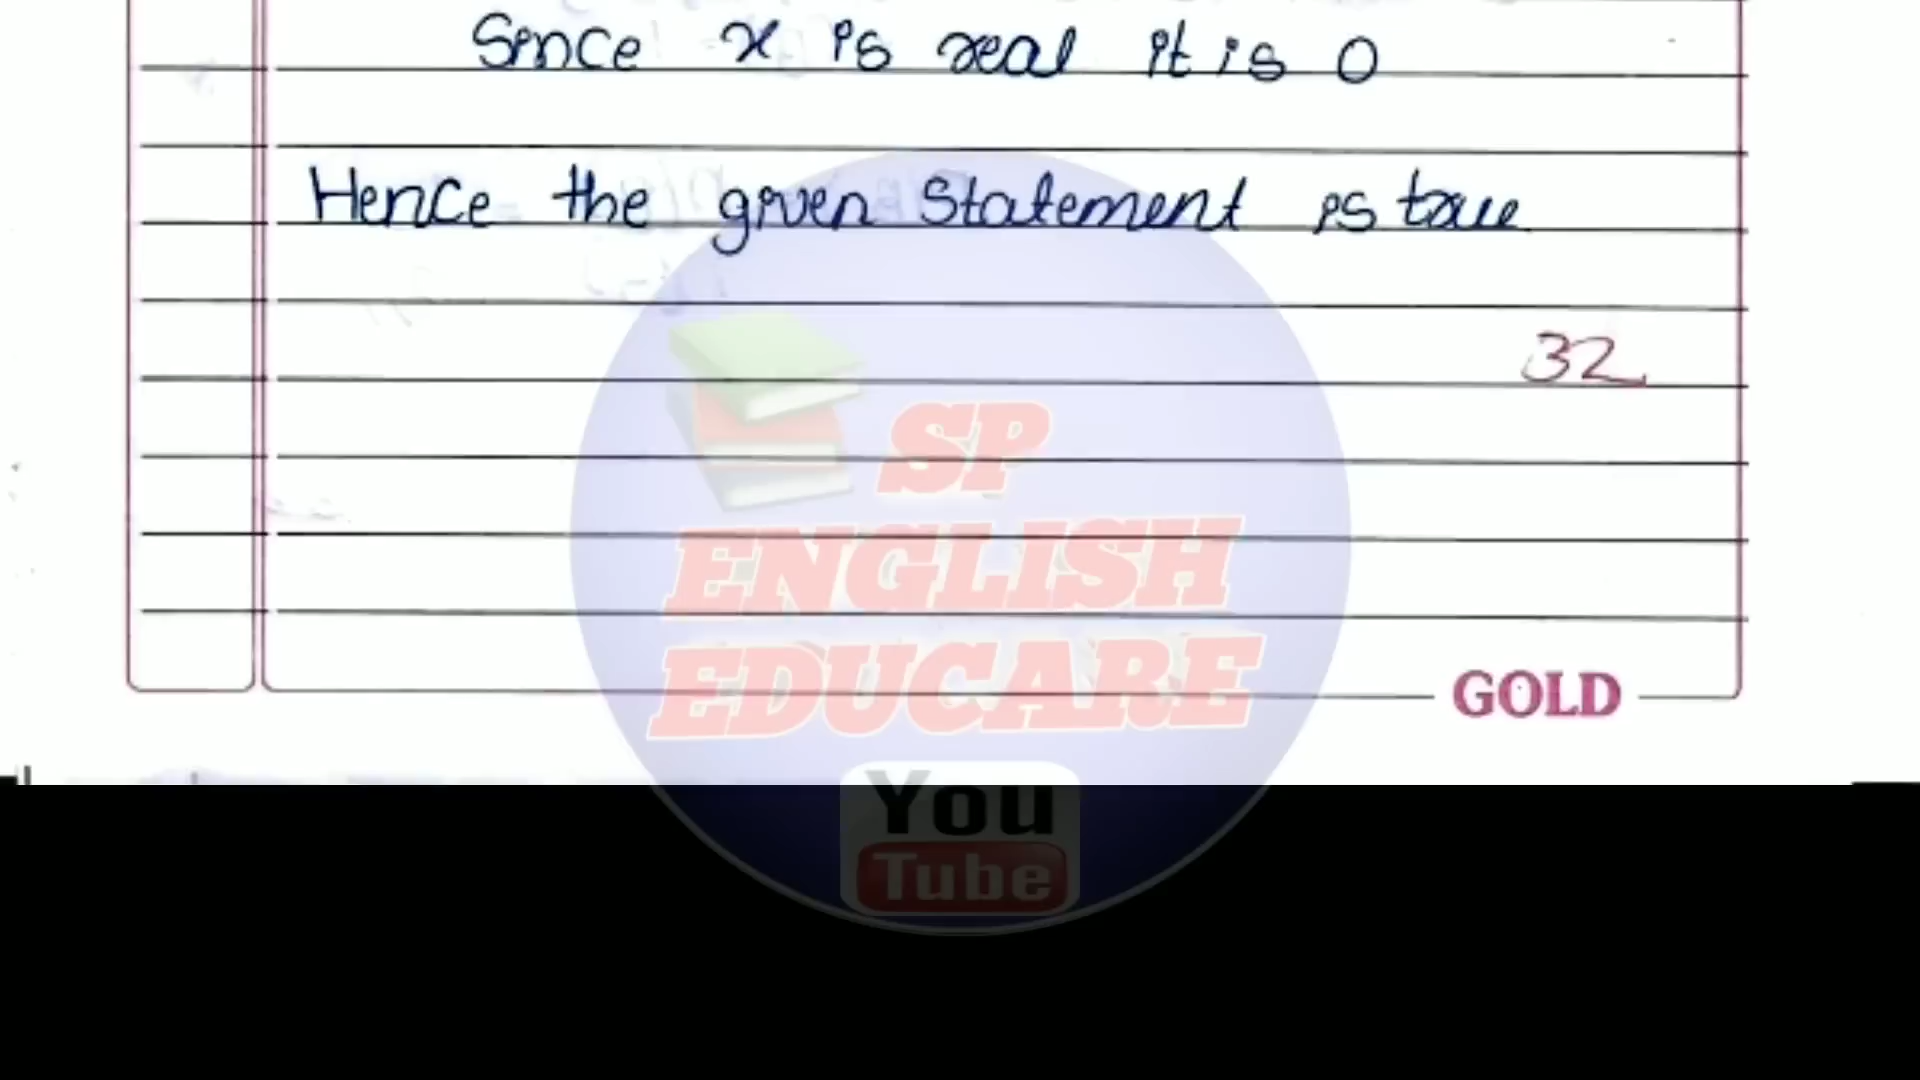 Since x is real it is 0
Hence the given Statement is true
32
SP
ENGLISH
EDUCARE
GOLD
You
Tube